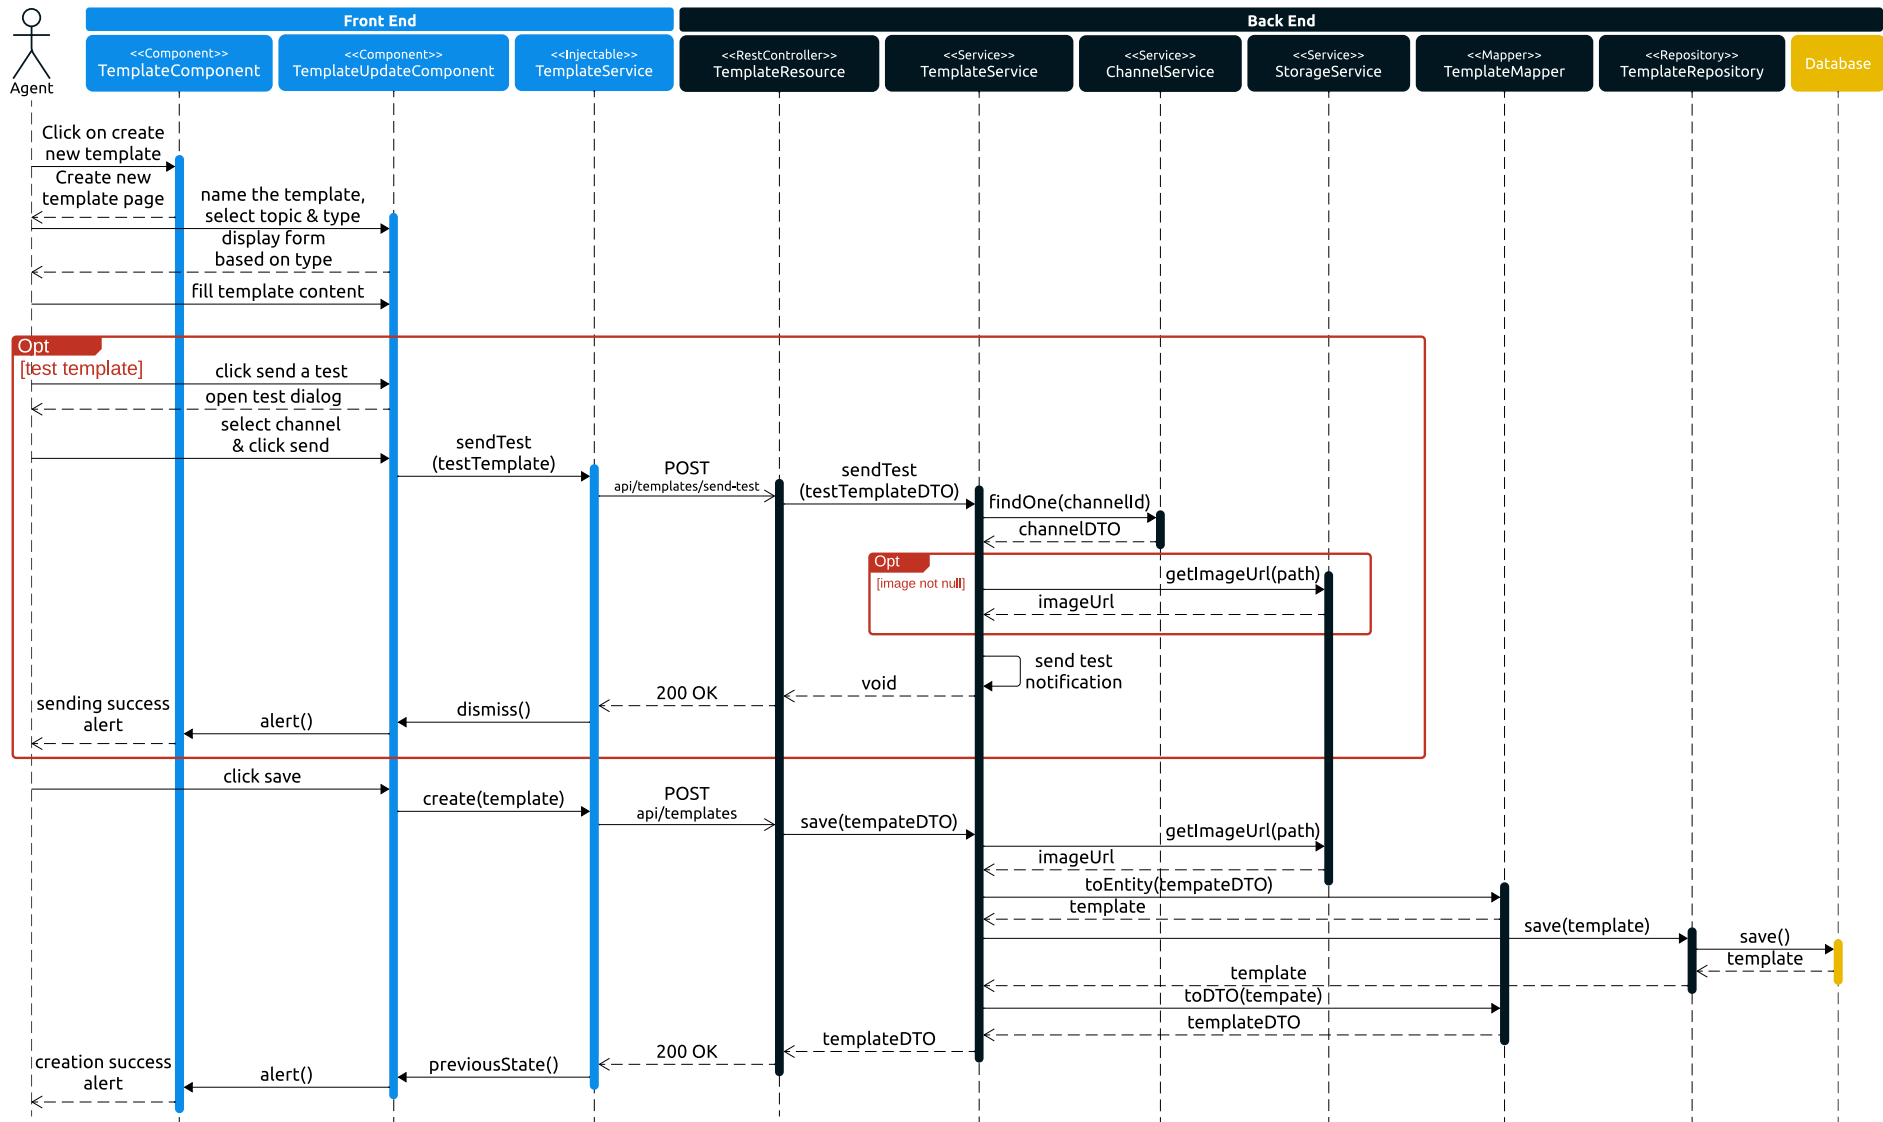 Front End
Back End
Agent
<<Component>>
TemplateComponent
<<Component>>
TemplateUpdateComponent
<<Injectable>>
TemplateService
<<RestController>>
TemplateResource
<<Service>>
TemplateService
<<Service>>
ChannelService
<<Service>>
StorageService
<<Mapper>>
TemplateMapper
<<Repository>>
TemplateRepository
Database
Click on create
new template
Create new
template page
name the template,
select topic & type
display form
based on type
fill template content
Opt
[test template]
click send a test
open test dialog
select channel
& click send
sendTest
(testTemplate)
POST
api/templates/send-test
sendTest
(testTemplateDTO)
findOne(channelId)
channelDTO
Opt
[image not null]
getImageUrl(path)
imageUrl
send test
notification
void
200 OK
dismiss()
alert()
sending success
alert
click save
create(template)
POST
api/templates
save(tempateDTO)
getImageUrl(path)
imageUrl
toEntity(tempateDTO)
template
save(template)
save()
template
template
toDTO(tempate)
templateDTO
templateDTO
200 OK
previousState()
alert()
creation success
alert